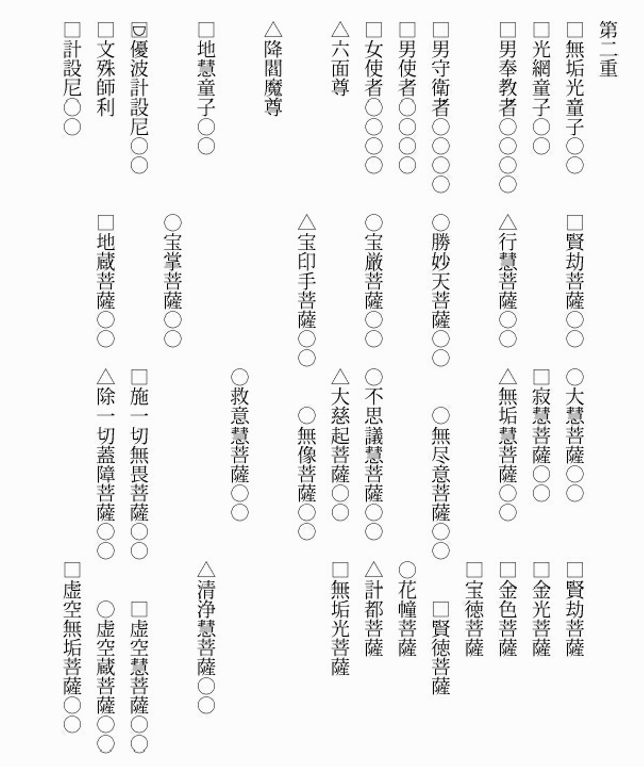 第二重
□無垢光童子○○　□賢劫菩薩○○　○大慧菩薩○○　□賢劫菩薩
□光網童子○○　□寂慧菩薩○○　□金光菩薩
□男奉教者○○○○　△行慧菩薩○○　△無垢慧菩薩○○　□金色菩薩
□宝徳菩薩
□男守衛者○○○○　○勝妙天菩薩○○　○無尽意菩薩○○　□賢徳菩薩
□男使者○○○○　○花幢菩薩
□女使者○○○○　○宝厳菩薩○○　○不思議慧菩薩○○　△計都菩薩
△六面尊　△大慈起菩薩○○　□無垢光菩薩
△宝印手菩薩○○　○無像菩薩○○
△降閻魔尊
○救意慧菩薩○○
□地慧童子○○　△清浄慧菩薩○○
○宝掌菩薩○○
優波計設尼○○　□施一切無畏菩薩○○　□虚空慧菩薩○○
□文殊師利　□地蔵菩薩○○　△除一切蓋障菩薩○○　○虚空蔵菩薩○○
□計設尼○○　□虚空無垢菩薩○○